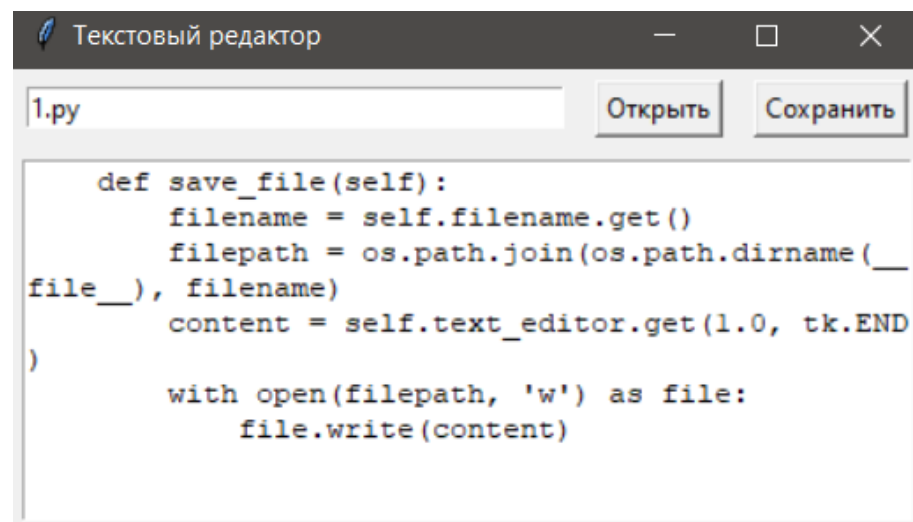 Текстовый редактор
1.py Открыть Сохранить
    def save_file(self):
        filename = self.filename.get()
        filepath = os.path.join(os.path.dirname(__
file__), filename)
        content = self.text_editor.get(1.0, tk.END
)
        with open(filepath, 'w') as file:
            file.write(content)